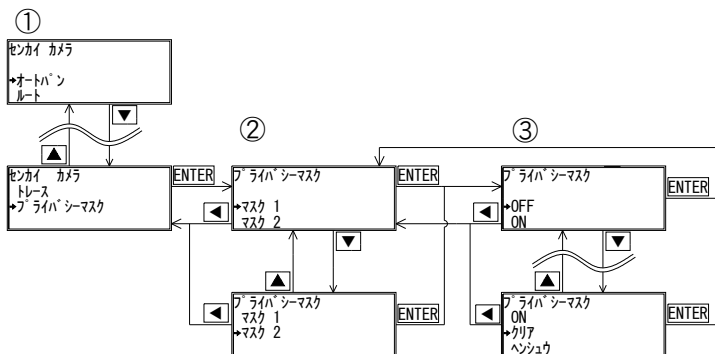 ①
センカイ カメラ
→オートパン
ルート
▼
▲
センカイ カメラ
トレース
→プライバシーマスク
ENTER
◀
②
プライバシーマスク
→マスク 1
マスク 2
ENTER
▼
▲
◀
プライバシーマスク
マスク 1
→マスク 2
ENTER
③
◀
プライバシーマスク
→OFF
ON
ENTER
▼
▲
◀
プライバシーマスク
ON
→クリア
ヘンシュウ
ENTER